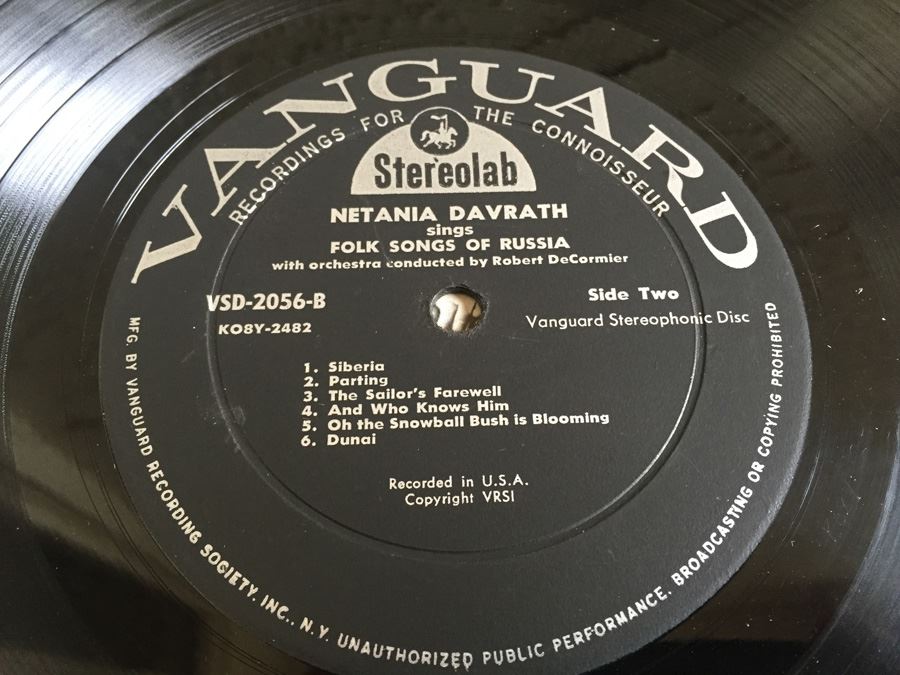 VANGUARD
RECORDINGS FOR THE CONNOISSEUR
Stereolab
NETANIA DAVRATH
sings
FOLK SONGS OF RUSSIA
with orchestra conducted by Robert DeCormier
VSD-2056-B
KO8Y-2482
Side Two
Vanguard Stereophonic Disc
1. Siberia
2. Parting
3. The Sailor's Farewell
4. And Who Knows Him
5. Oh the Snowball Bush is Blooming
6. Dunai
Recorded in U.S.A.
Copyright VRSI
MFG. BY VANGUARD RECORDING SOCIETY, INC., N.Y. UNAUTHORIZED PUBLIC PERFORMANCE, BROADCASTING OR COPYING PROHIBITED